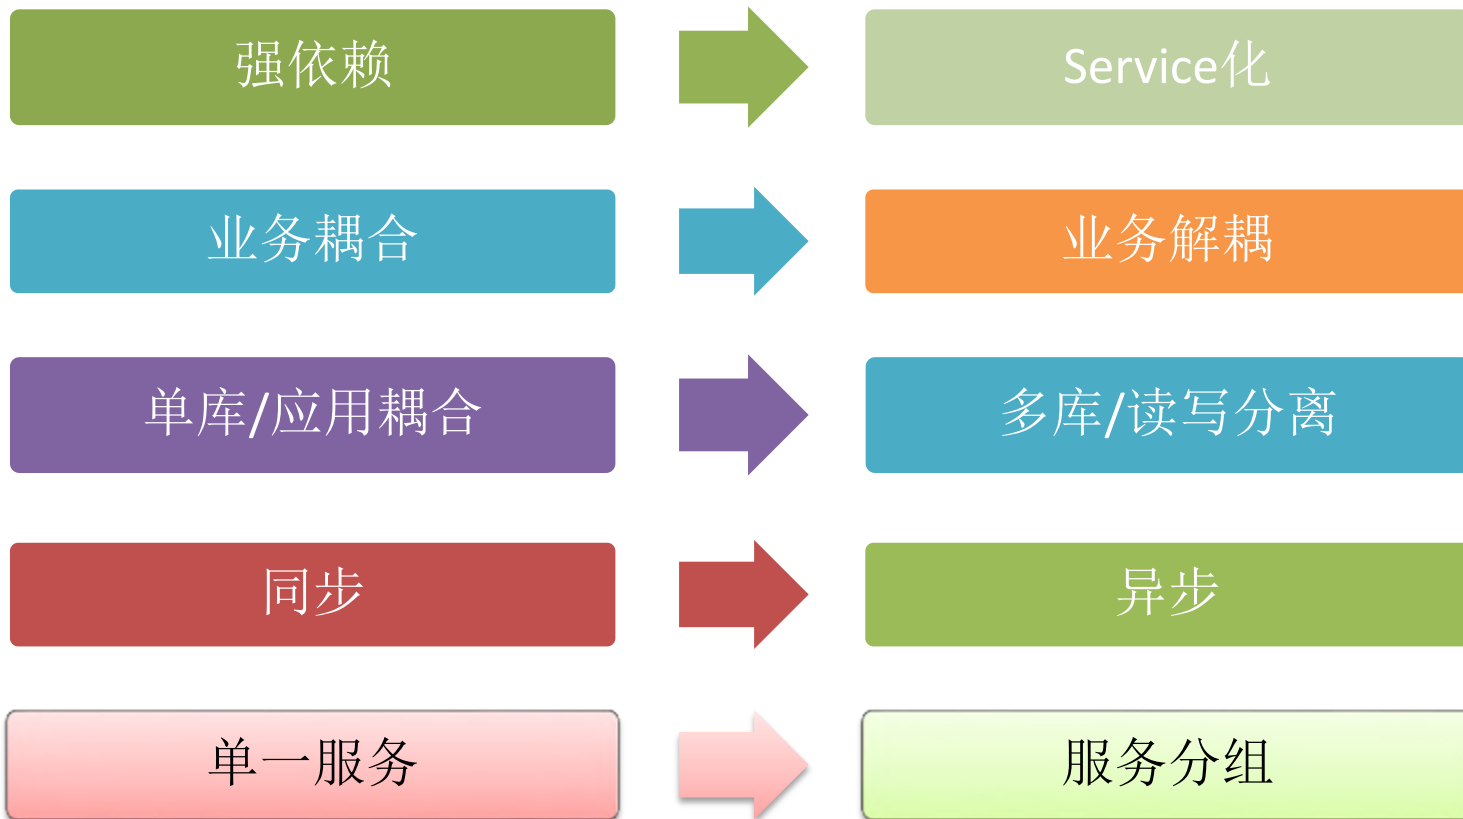 强依赖
Service化
业务耦合
业务解耦
单库/应用耦合
多库/读写分离
同步
异步
单一服务
服务分组